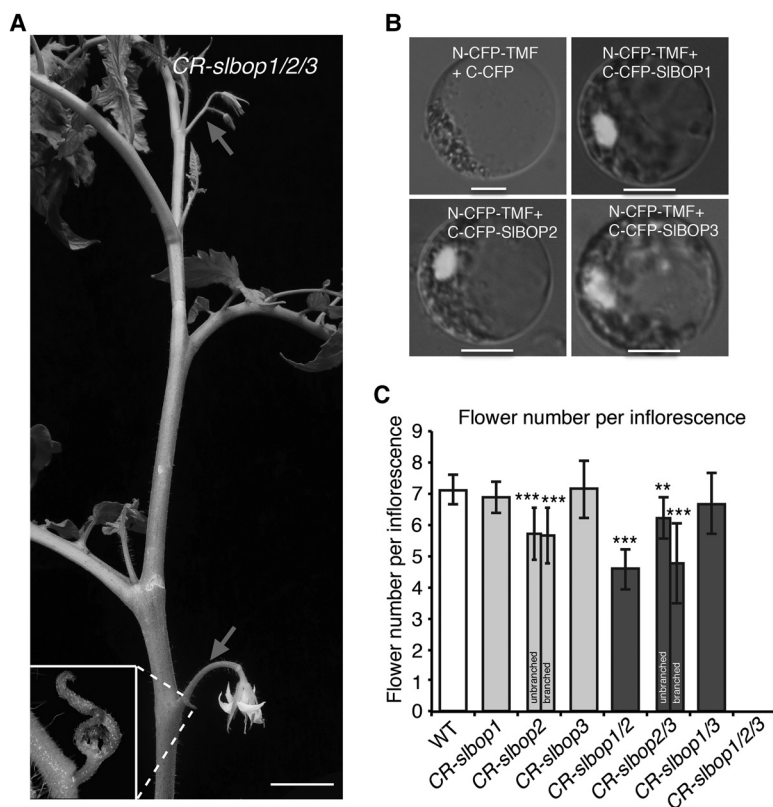 A
CR-slbop1/2/3
B
N-CFP-TMF
+ C-CFP
N-CFP-TMF+
C-CFP-SlBOP1
N-CFP-TMF+
C-CFP-SlBOP2
N-CFP-TMF+
C-CFP-SlBOP3
C
Flower number per inflorescence
Flower number per inflorescence
9
8
7
6
5
4
3
2
1
0
*** ***
***
**
***
unbranched
branched
unbranched
branched
WT
CR-slbop1
CR-slbop2
CR-slbop3
CR-slbop1/2
CR-slbop2/3
CR-slbop1/3
CR-slbop1/2/3